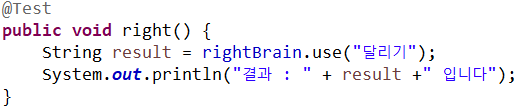 @Test
public void right() {
    String result = rightBrain.use("달리기");
    System.out.println("결과 : " + result +" 입니다");
}